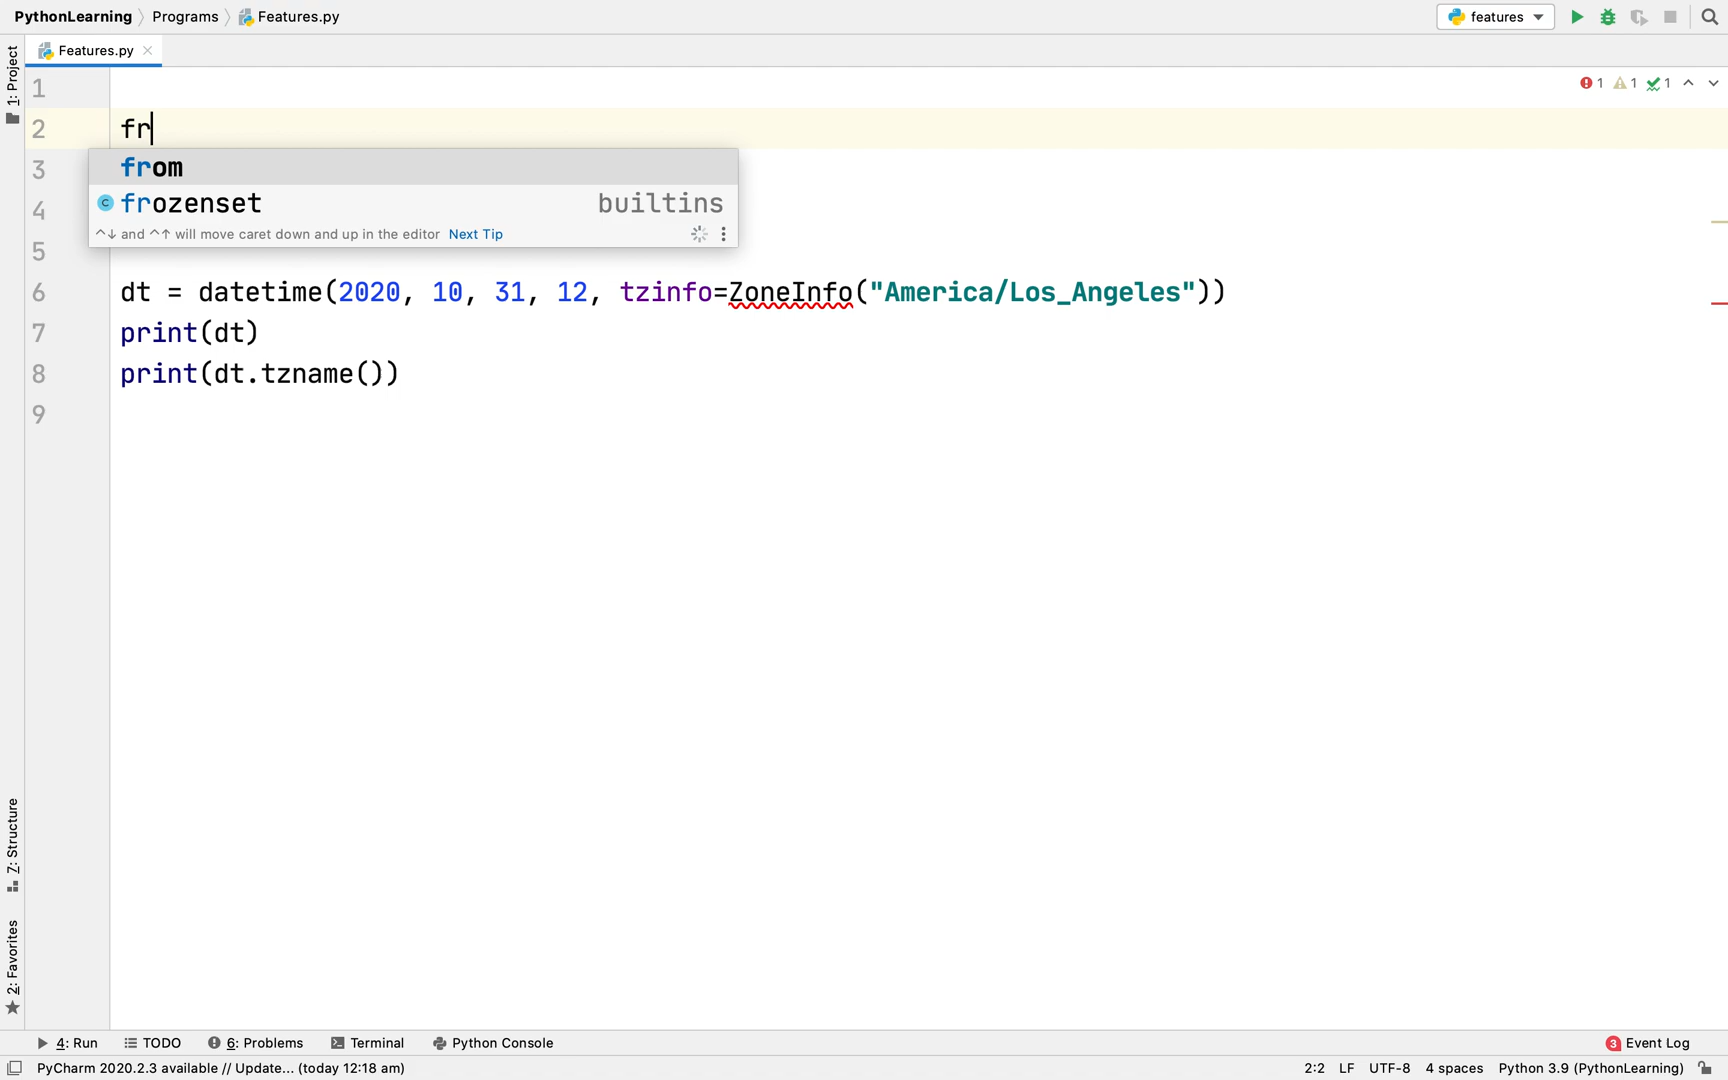 PythonLearning Programs Features.py
features
1: Project
Features.py
1 1 1
1
2 fr
from
3
frozenset builtins
4
^↓ and ^↑ will move caret down and up in the editor Next Tip
5
6 dt = datetime(2020, 10, 31, 12, tzinfo=ZoneInfo("America/Los_Angeles"))
7 print(dt)
8 print(dt.tzname())
9
Z: Structure
2: Favorites
4: Run TODO 6: Problems Terminal Python Console 3 Event Log
PyCharm 2020.2.3 available // Update... (today 12:18 am) 2:2 LF UTF-8 4 spaces Python 3.9 (PythonLearning)